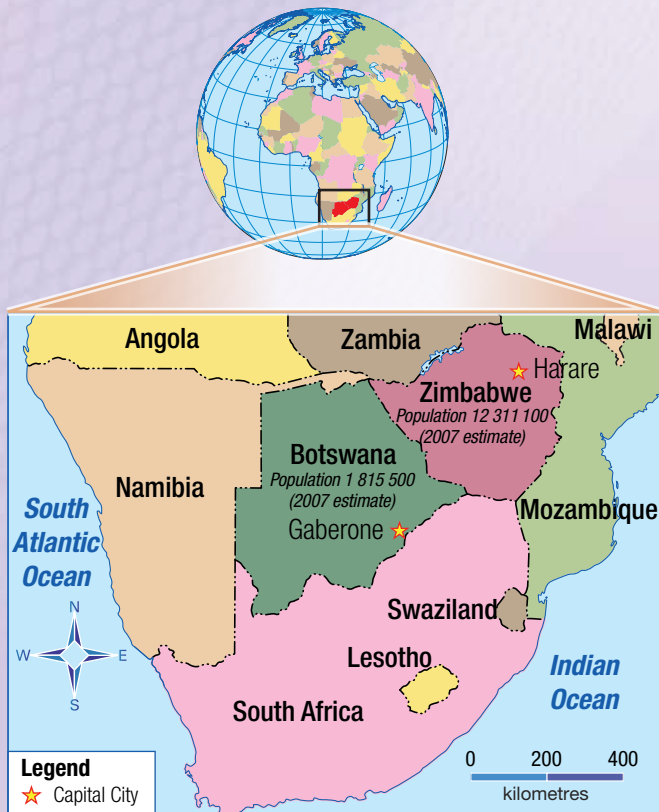 Angola
Zambia
Malawi
Harare
Zimbabwe
Population 12 311 100
(2007 estimate)
Botswana
Population 1 815 500
(2007 estimate)
Namibia
Mozambique
South
Atlantic
Ocean
Gaberone
Swaziland
N
W E
S
Lesotho
Indian
Ocean
South Africa
Legend
Capital City
0 200 400
kilometres